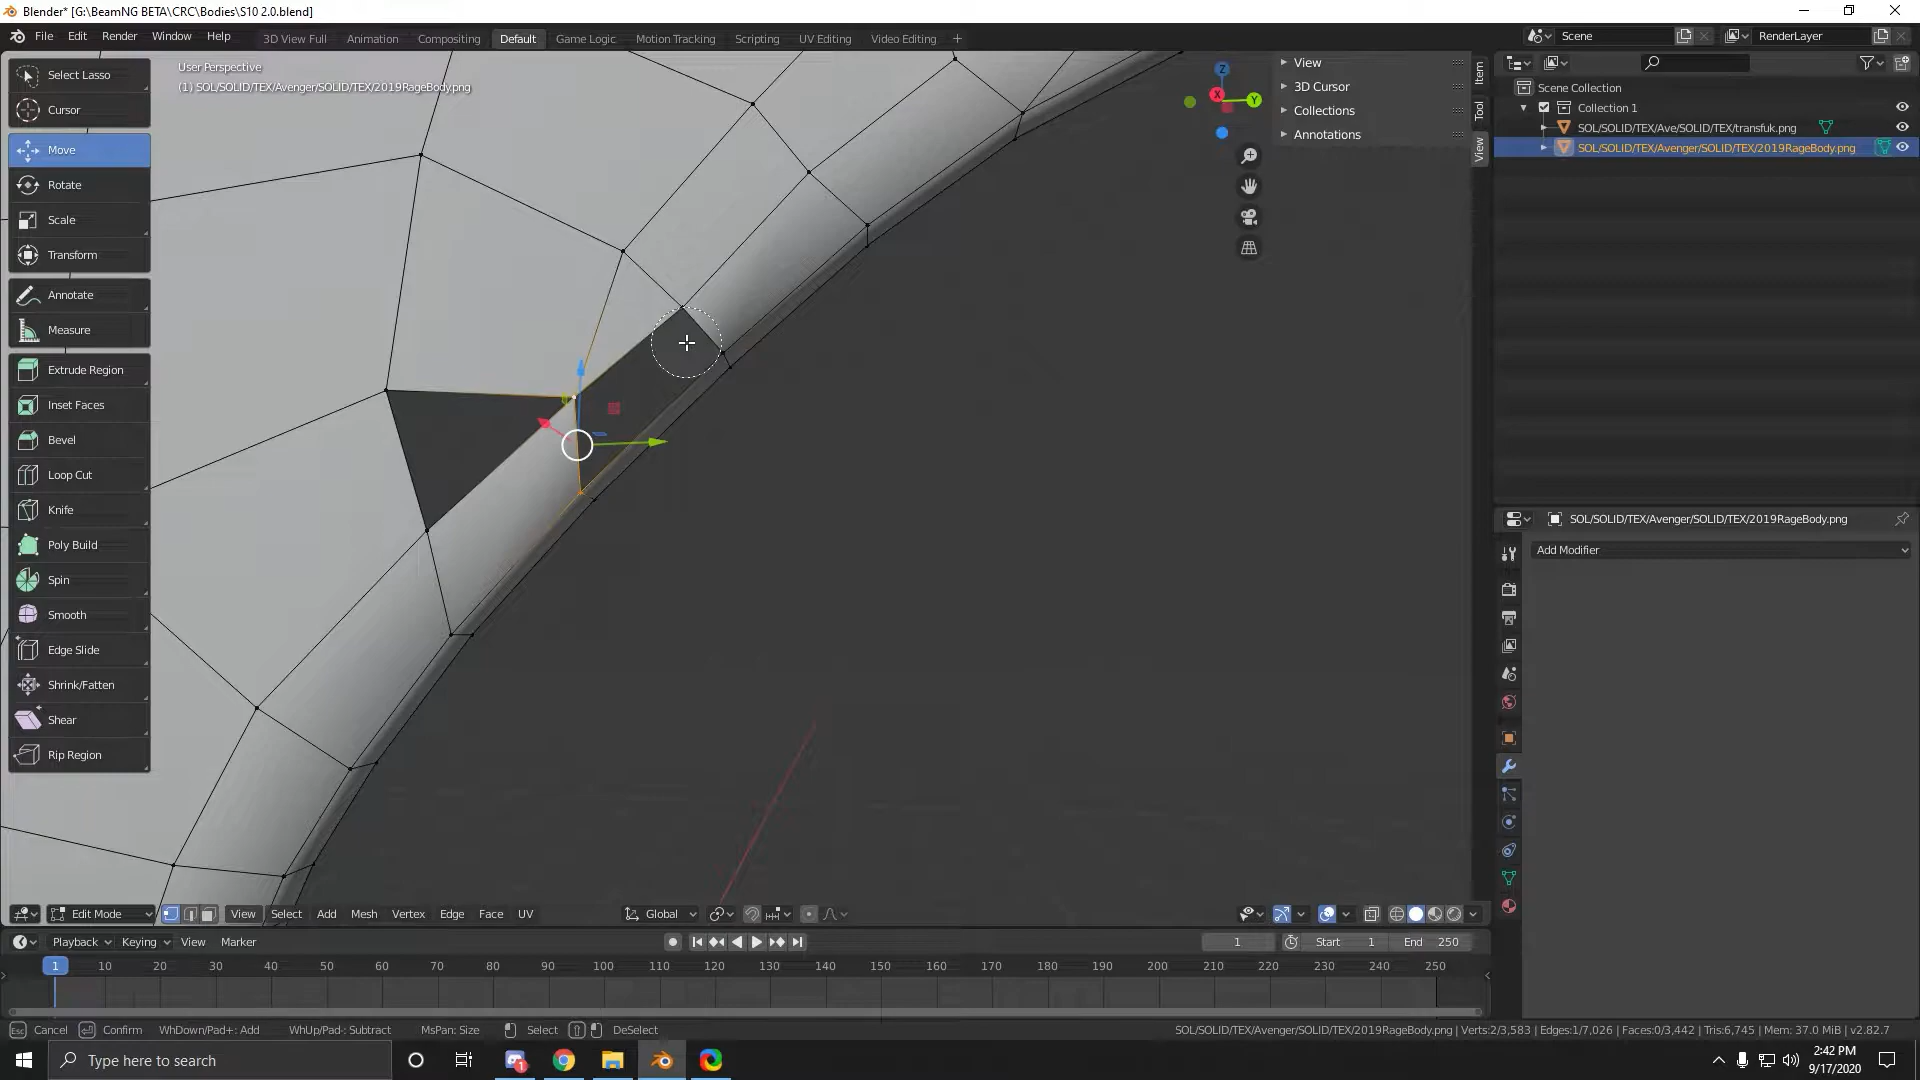 Blender* [G:\BeamNG BETA\CRC\Bodies\S10 2.0.blend]
File Edit Render Window Help 3D View Full Animation Compositing Default Game Logic Motion Tracking Scripting UV Editing Video Editing + Scene RenderLayer
User Perspective
(1) SOL/SOLID/TEX/Avenger/SOLID/TEX/2019RageBody.png
Select Lasso
Cursor
Move
Rotate
Scale
Transform
Annotate
Measure
Extrude Region
Inset Faces
Bevel
Loop Cut
Knife
Poly Build
Spin
Smooth
Edge Slide
Shrink/Fatten
Shear
Rip Region
Z
X
Y
View
3D Cursor
Collections
Annotations
Item
Tool
View
Scene Collection
Collection 1
SOL/SOLID/TEX/Ave/SOLID/TEX/transfuk.png
SOL/SOLID/TEX/Avenger/SOLID/TEX/2019RageBody.png
SOL/SOLID/TEX/Avenger/SOLID/TEX/2019RageBody.png
Add Modifier
Edit Mode View Select Add Mesh Vertex Edge Face UV Global
Playback Keying View Marker 1 Start 1 End 250
1 10 20 30 40 50 60 70 80 90 100 110 120 130 140 150 160 170 180 190 200 210 220 230 240 250
Esc Cancel Confirm WhDown/Pad+: Add WhUp/Pad-: Subtract MsPan: Size Select DeSelect SOL/SOLID/TEX/Avenger/SOLID/TEX/2019RageBody.png | Verts:2/3,583 | Edges:1/7,026 | Faces:0/3,442 | Tris:6,745 | Mem: 37.0 MiB | v2.82.7
Type here to search 1 2:42 PM
9/17/2020